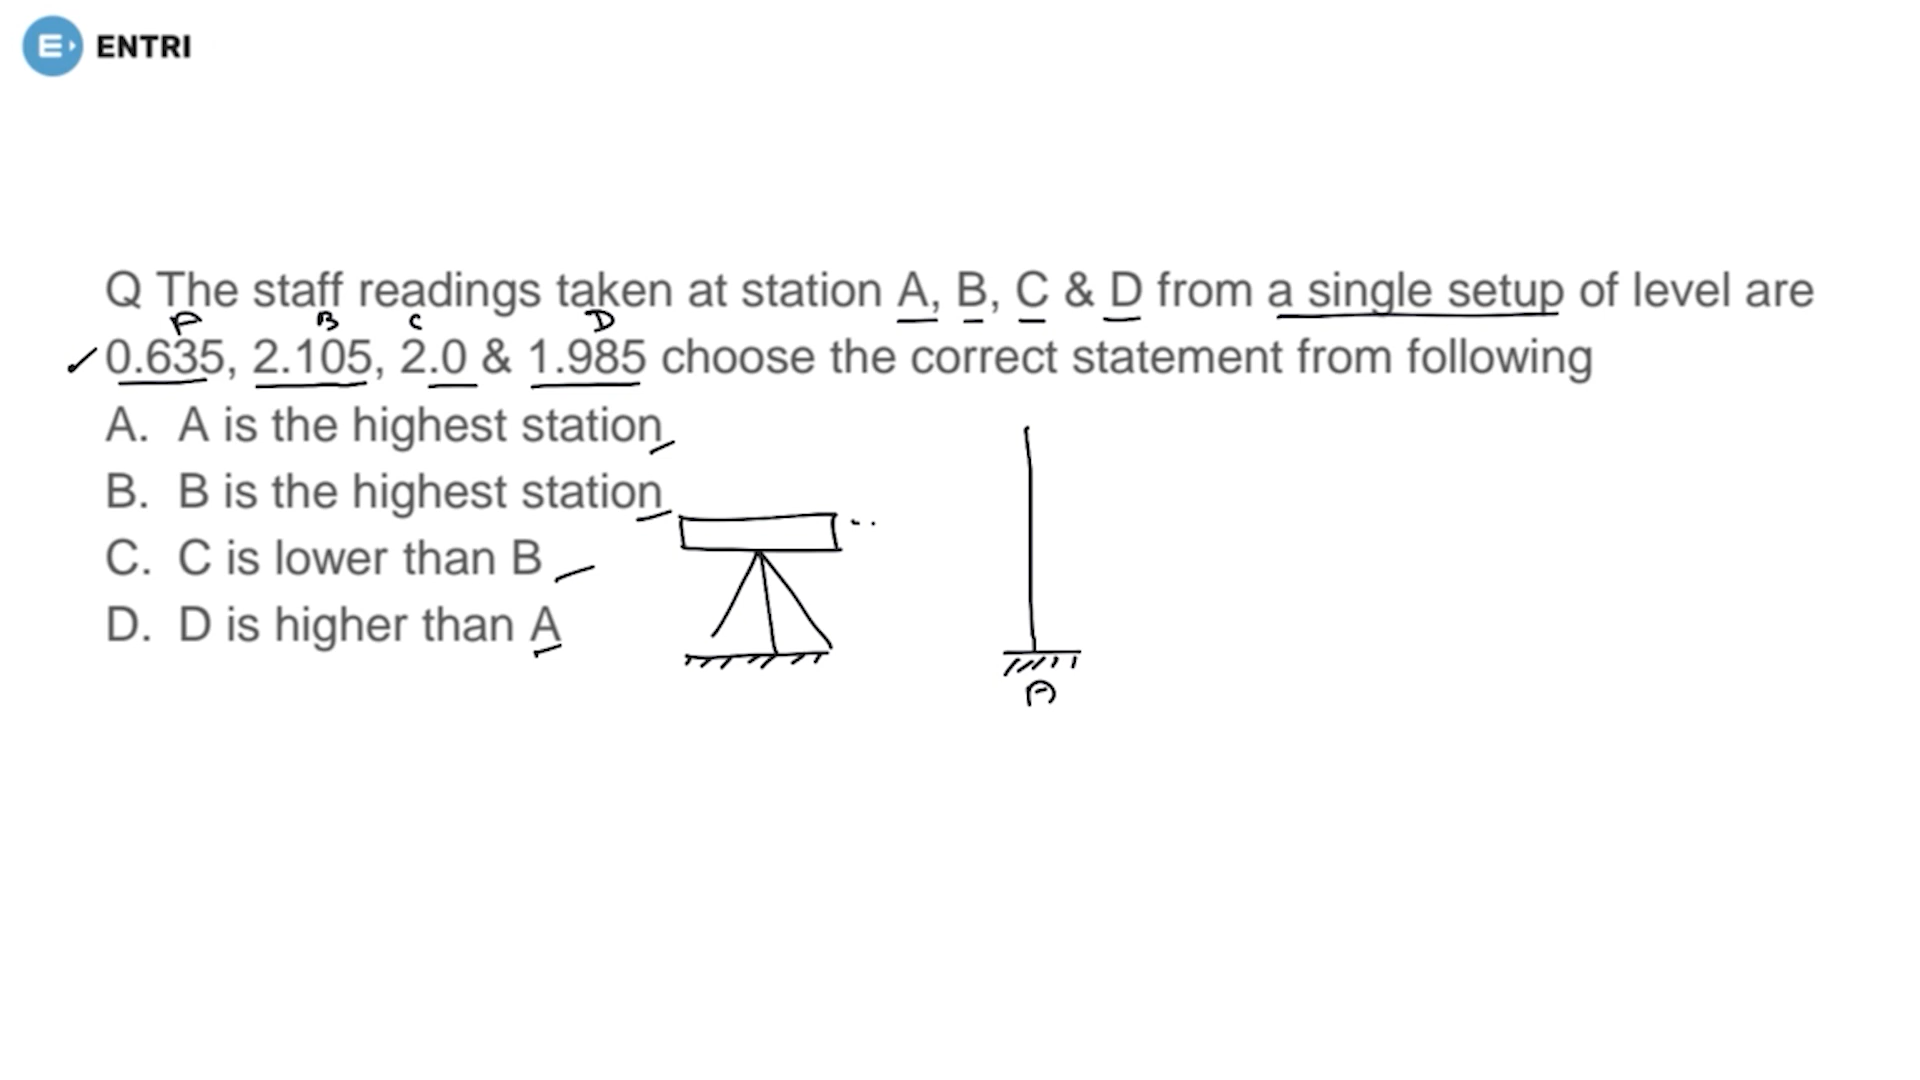 ENTRI
Q The staff readings taken at station A, B, C & D from a single setup of level are
A B C D
0.635, 2.105, 2.0 & 1.985 choose the correct statement from following
A. A is the highest station
B. B is the highest station
C. C is lower than B
D. D is higher than A
A